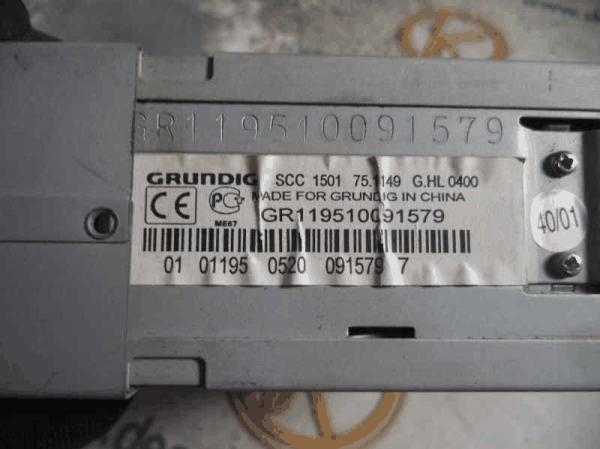 GR119510091579
GRUNDIG SCC 1501 75.1149 G.HL 0400
CE PC MADE FOR GRUNDIG IN CHINA
ME67 GR119510091579
40/01
01 01195 0520 091579 7